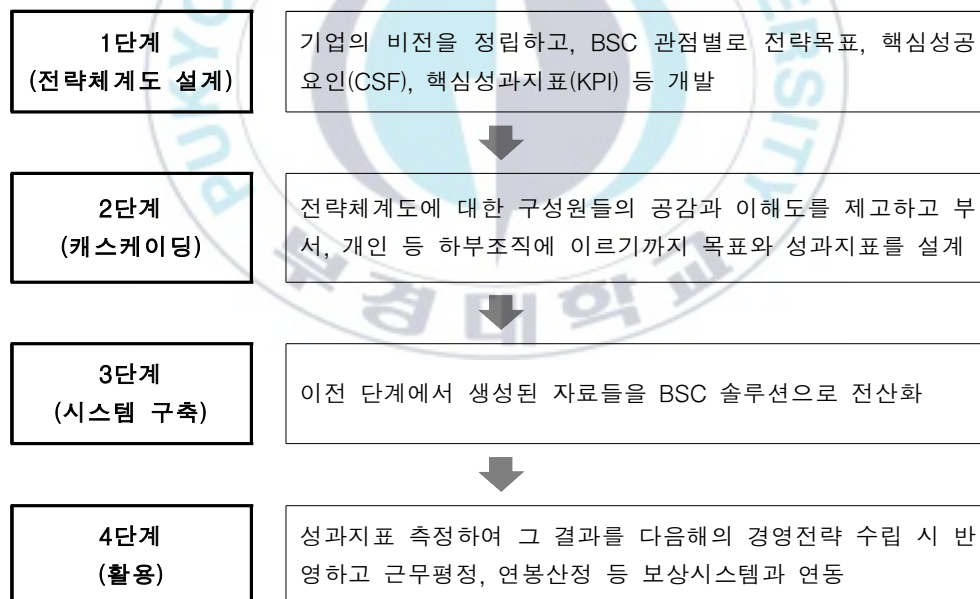 1단계
(전략체계도 설계)
기업의 비전을 정립하고, BSC 관점별로 전략목표, 핵심성공
요인(CSF), 핵심성과지표(KPI) 등 개발
2단계
(캐스케이딩)
전략체계도에 대한 구성원들의 공감과 이해도를 제고하고 부
서, 개인 등 하부조직에 이르기까지 목표와 성과지표를 설계
3단계
(시스템 구축)
이전 단계에서 생성된 자료들을 BSC 솔루션으로 전산화
4단계
(활용)
성과지표 측정하여 그 결과를 다음해의 경영전략 수립 시 반
영하고 근무평정, 연봉산정 등 보상시스템과 연동
부경대학교